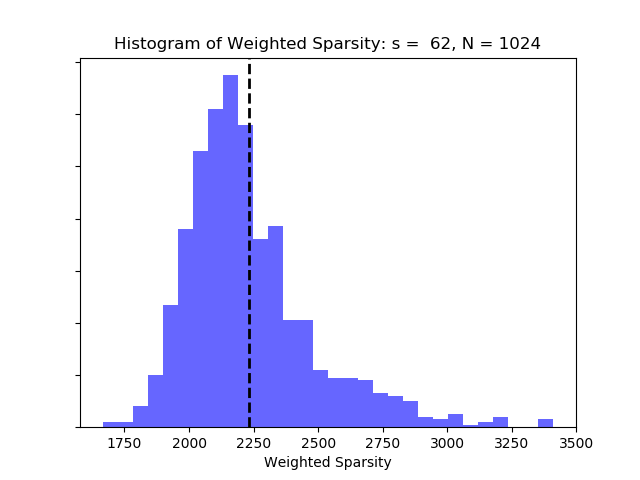 Histogram of Weighted Sparsity: s =  62, N = 1024
1750 2000 2250 2500 2750 3000 3250 3500
Weighted Sparsity